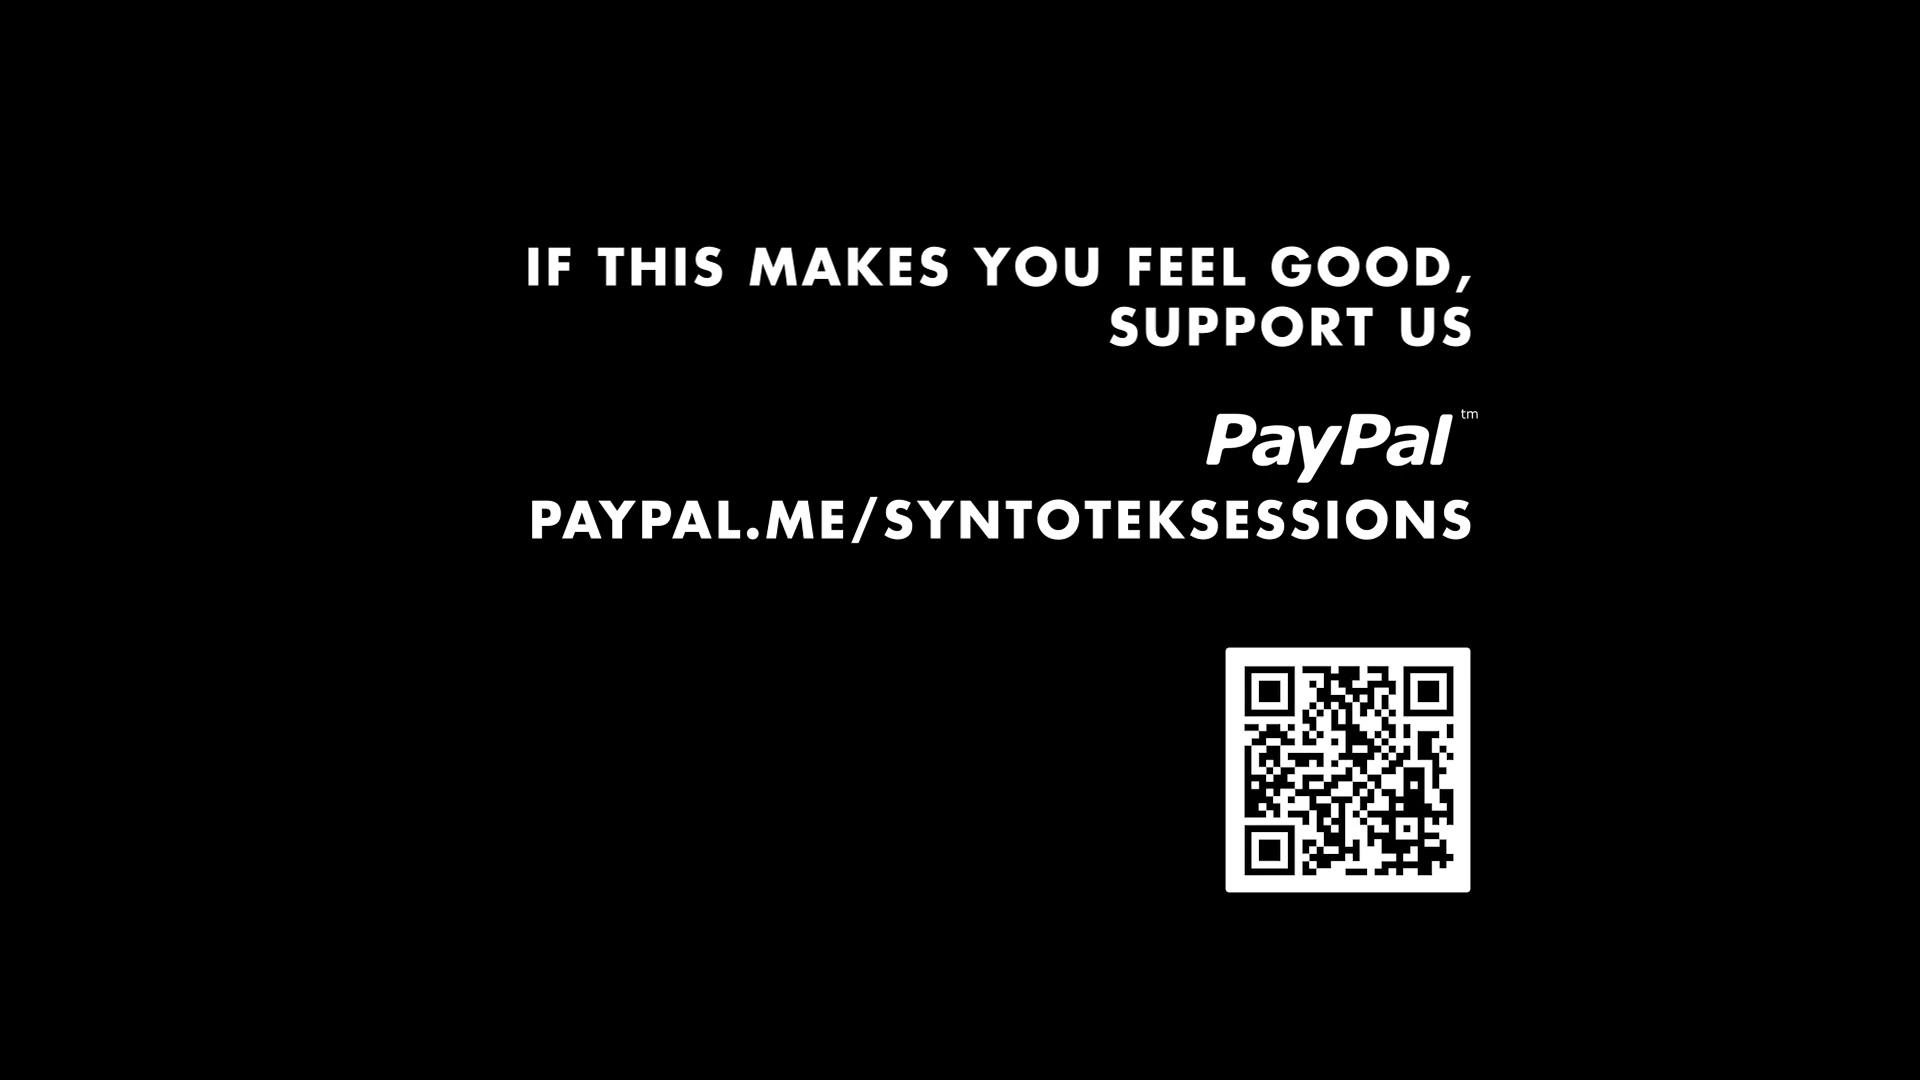 IF THIS MAKES YOU FEEL GOOD,
SUPPORT US
PayPal tm
PAYPAL.ME/SYNTOTEKSESSIONS